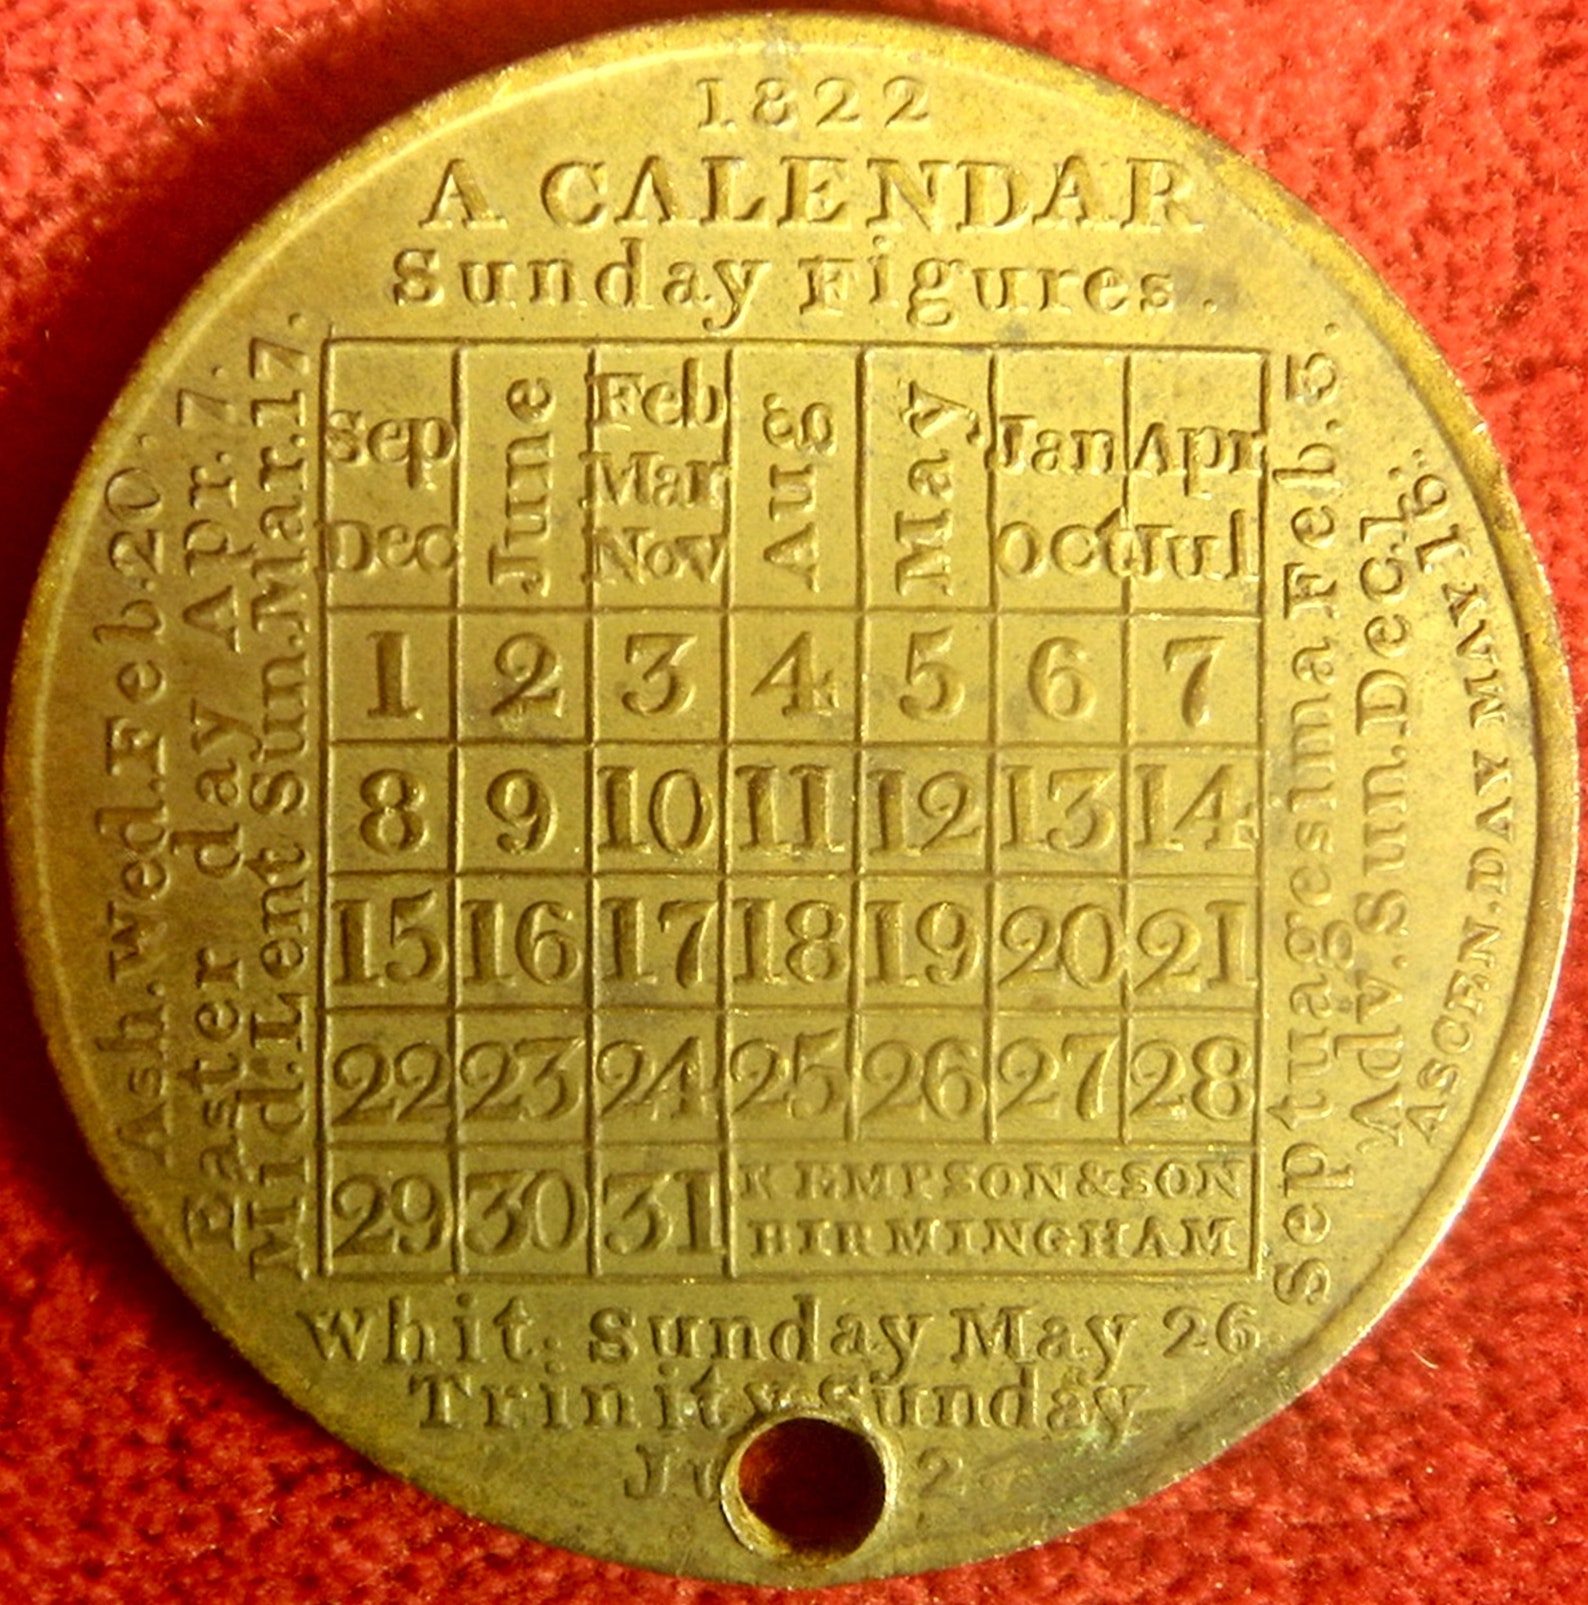 1822
A CALENDAR
Sunday Figures.
Ash.Wed.Feb.20.
Easter day Apr.7.
Mid.Lent Sun.Mar.17.
Sep June Feb Aug May Jan Apr
Mar
Dec Nov Oct Jul
1 2 3 4 5 6 7
8 9 10 11 12 13 14
15 16 17 18 19 20 21
22 23 24 25 26 27 28
29 30 31 KEMPSON&SON
BIRMINGHAM
Septuagesima Feb.3.
Adv.Sun.Dec1.
ASCEN.DAY MAY 16.
Whit. Sunday May 26.
Trinity Sunday
2